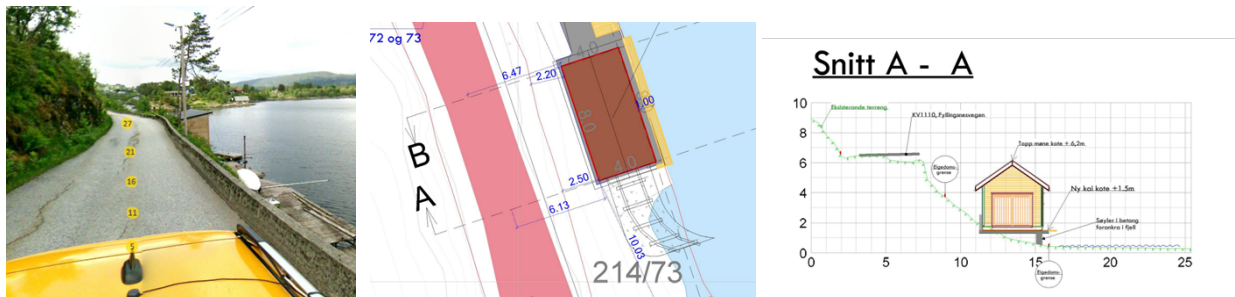 27
21
16
11
5
72 og 73
4.0
6.47
2.20
1.00
8.0
B
A
4.0
2.50
6.13
10.03
214/73
Snitt A - A
10
8
6
4
2
0
Eksisterande terreng
KV1110, Fyllingsnesvegen
Topp møne kote + 6,2m
Eigedoms-
grense
Ny kai kote +1.5m
Søyler i betong
forankra i fjell
0
5
10
15
20
25
Eigedoms-
grense